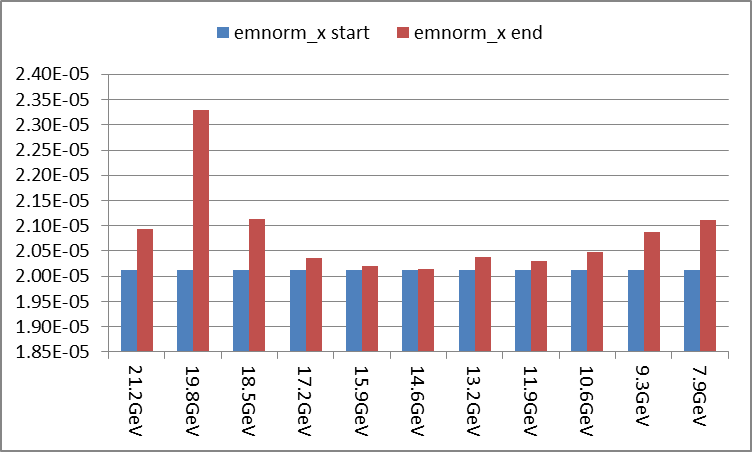 emnorm_x start emnorm_x end
2.40E-05
2.35E-05
2.30E-05
2.25E-05
2.20E-05
2.15E-05
2.10E-05
2.05E-05
2.00E-05
1.95E-05
1.90E-05
1.85E-05
21.2GeV
19.8GeV
18.5GeV
17.2GeV
15.9GeV
14.6GeV
13.2GeV
11.9GeV
10.6GeV
9.3GeV
7.9GeV